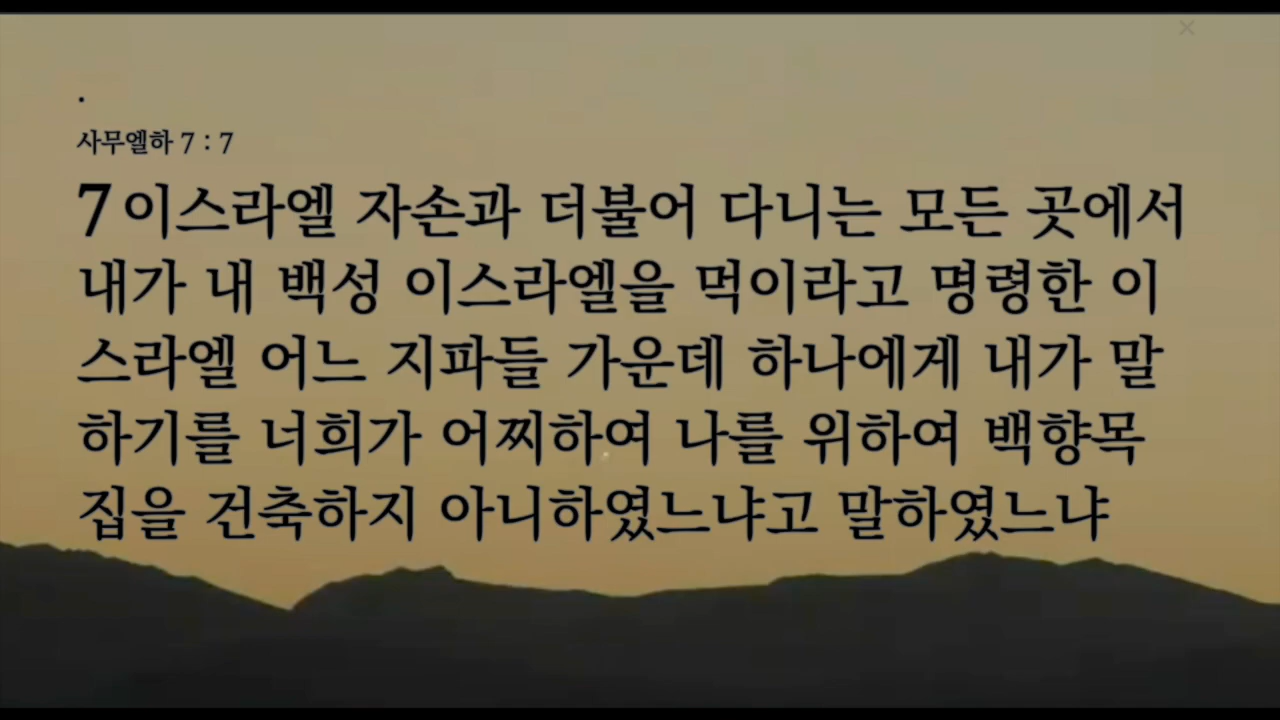 .
사무엘하 7 : 7
7 이스라엘 자손과 더불어 다니는 모든 곳에서
내가 내 백성 이스라엘을 먹이라고 명령한 이
스라엘 어느 지파들 가운데 하나에게 내가 말
하기를 너희가 어찌하여 나를 위하여 백향목
집을 건축하지 아니하였느냐고 말하였느냐